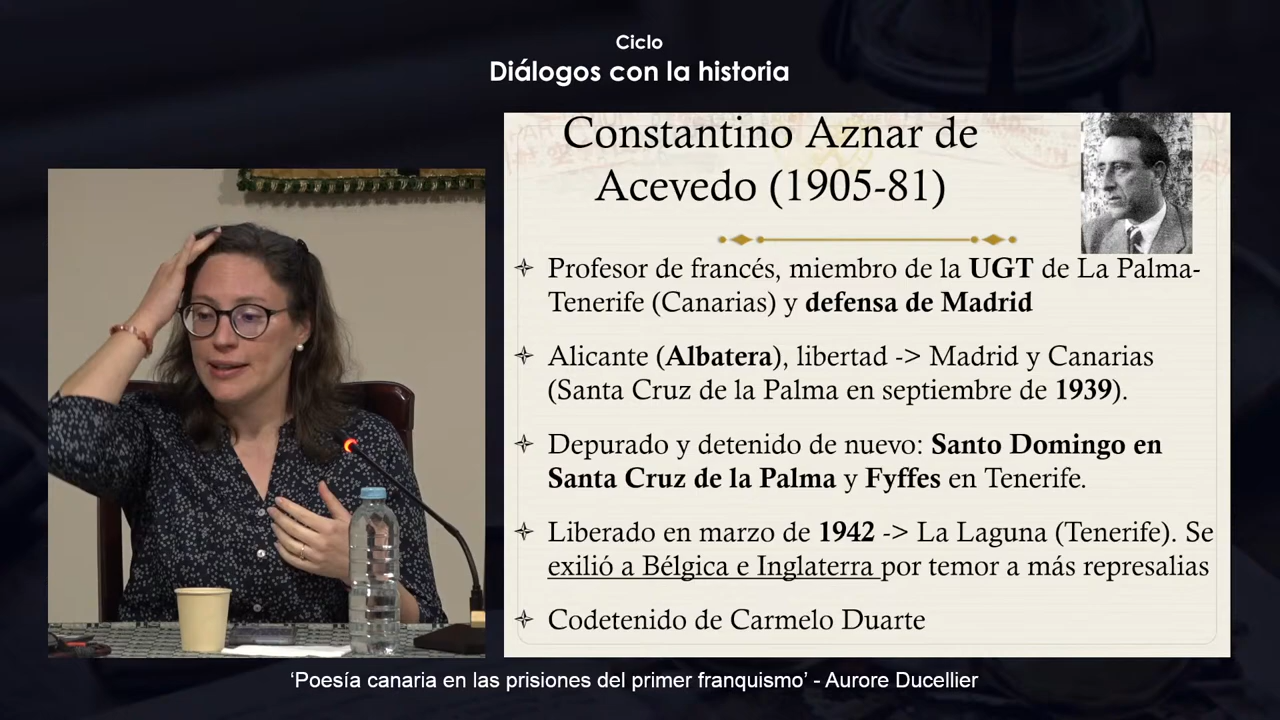 Ciclo
Diálogos con la historia
Constantino Aznar de
Acevedo (1905-81)
Profesor de francés, miembro de la UGT de La Palma-
Tenerife (Canarias) y defensa de Madrid
Alicante (Albatera), libertad -> Madrid y Canarias
(Santa Cruz de la Palma en septiembre de 1939).
Depurado y detenido de nuevo: Santo Domingo en
Santa Cruz de la Palma y Fyffes en Tenerife.
Liberado en marzo de 1942 -> La Laguna (Tenerife). Se
exilió a Bélgica e Inglaterra por temor a más represalias
Codetenido de Carmelo Duarte
‘Poesía canaria en las prisiones del primer franquismo’ - Aurore Ducellier